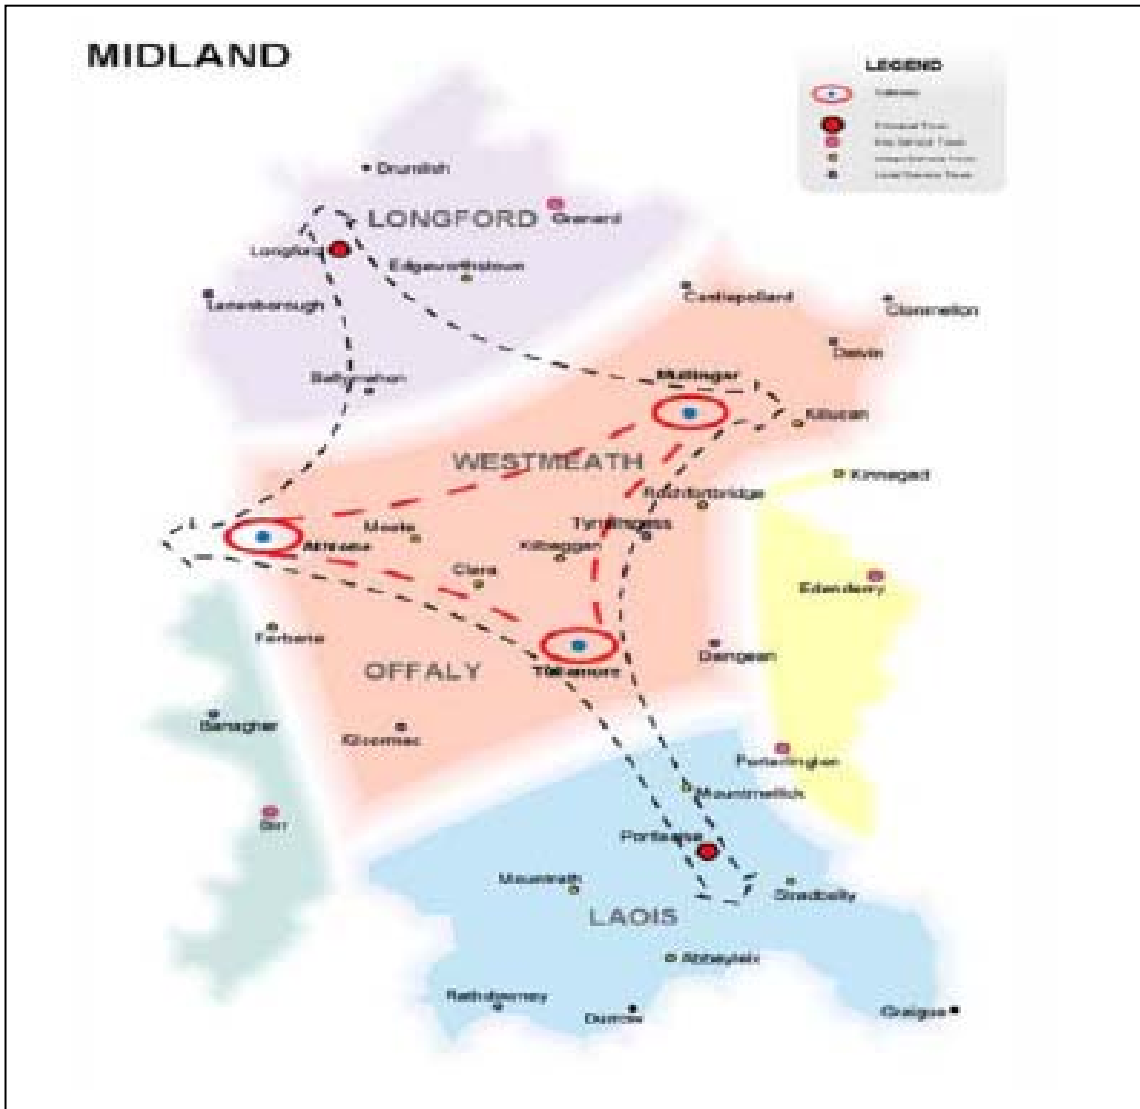 MIDLAND
LEGEND
Drumlish
LONGFORD
Granard
Longford
Edgeworthstown
Lanesborough
Castlepollard
Clonmellon
Delvin
Ballymahon
Mullingar
Killucan
WESTMEATH
Kinnegad
Rochfortbridge
Tyrrellspass
Moate
Athlone
Kilbeggan
Clara
Edenderry
Ferbane
Daingean
OFFALY
Tullamore
Banagher
Kilcormac
Portarlington
Mountmellick
Birr
Portlaoise
Mountrath
Stradbally
LAOIS
Abbeyleix
Rathdowney
Durrow
Graigue